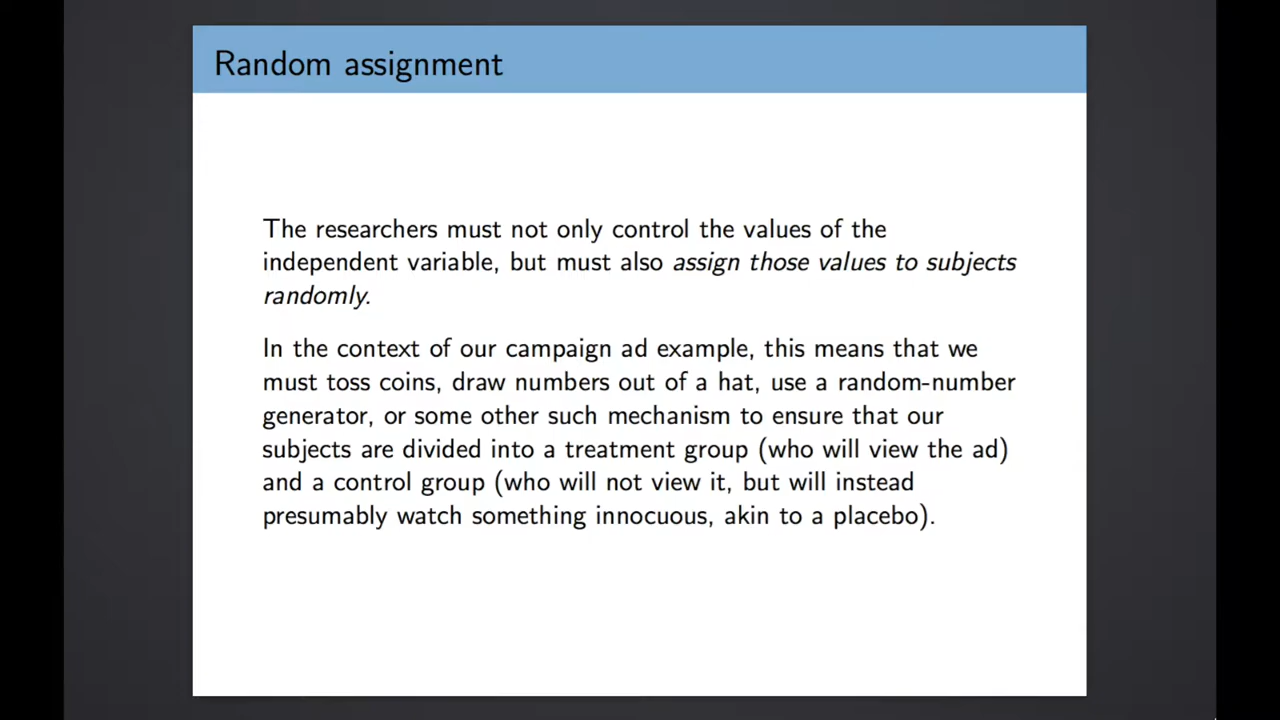 Random assignment
The researchers must not only control the values of the
independent variable, but must also assign those values to subjects
randomly.
In the context of our campaign ad example, this means that we
must toss coins, draw numbers out of a hat, use a random-number
generator, or some other such mechanism to ensure that our
subjects are divided into a treatment group (who will view the ad)
and a control group (who will not view it, but will instead
presumably watch something innocuous, akin to a placebo).